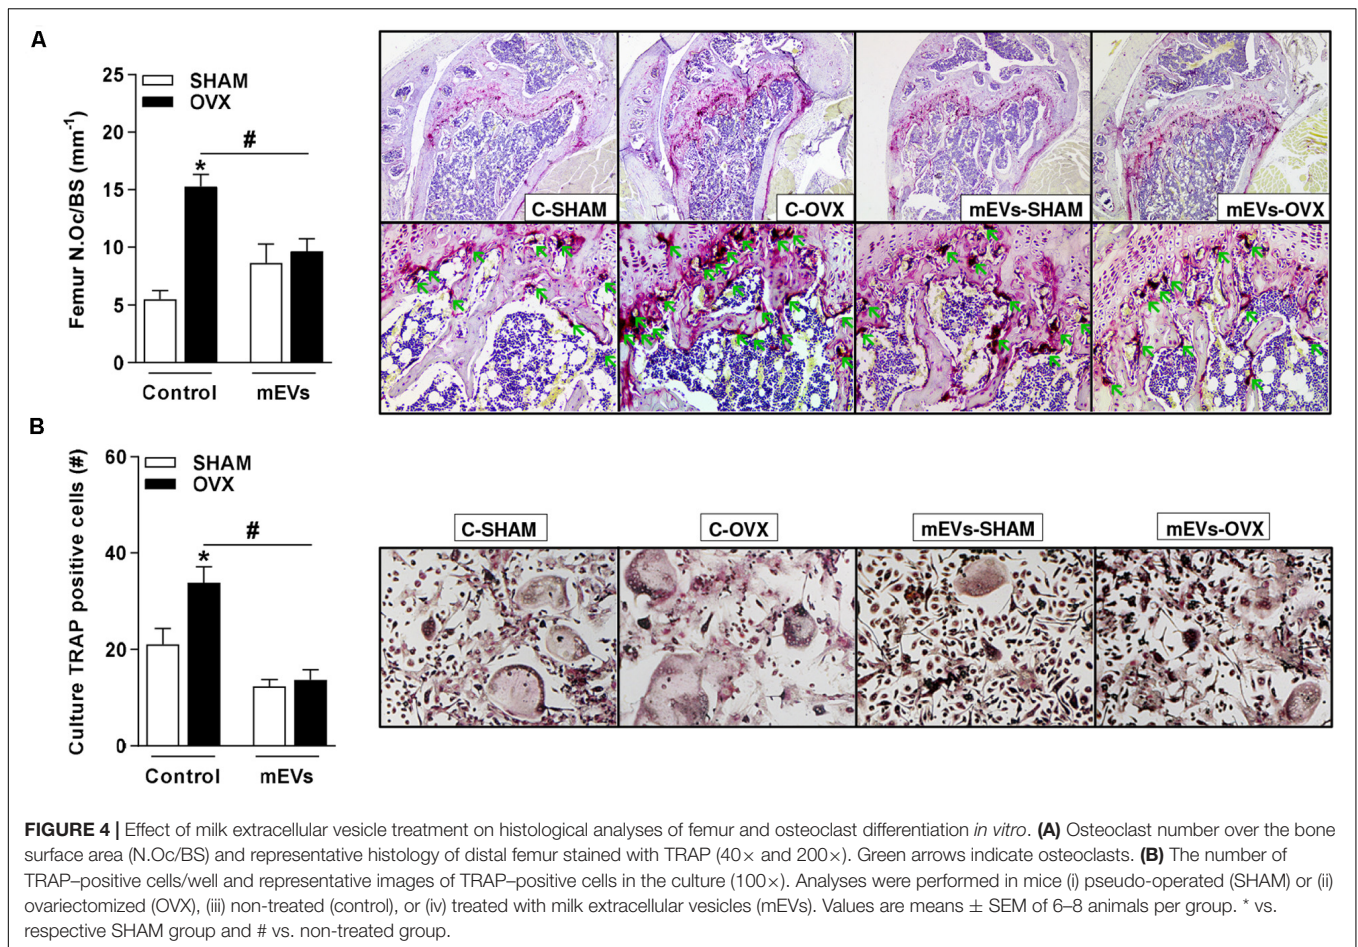 A
25
20
15
10
5
0
Femur N.Oc/BS (mm⁻¹)
SHAM
OVX
*
#
Control
mEVs
C-SHAM
C-OVX
mEVs-SHAM
mEVs-OVX
B
60
40
20
0
Culture TRAP positive cells (#)
SHAM
OVX
*
#
Control
mEVs
C-SHAM
C-OVX
mEVs-SHAM
mEVs-OVX
FIGURE 4 | Effect of milk extracellular vesicle treatment on histological analyses of femur and osteoclast differentiation in vitro. (A) Osteoclast number over the bone
surface area (N.Oc/BS) and representative histology of distal femur stained with TRAP (40× and 200×). Green arrows indicate osteoclasts. (B) The number of
TRAP–positive cells/well and representative images of TRAP–positive cells in the culture (100×). Analyses were performed in mice (i) pseudo-operated (SHAM) or (ii)
ovariectomized (OVX), (iii) non-treated (control), or (iv) treated with milk extracellular vesicles (mEVs). Values are means ± SEM of 6–8 animals per group. * vs.
respective SHAM group and # vs. non-treated group.